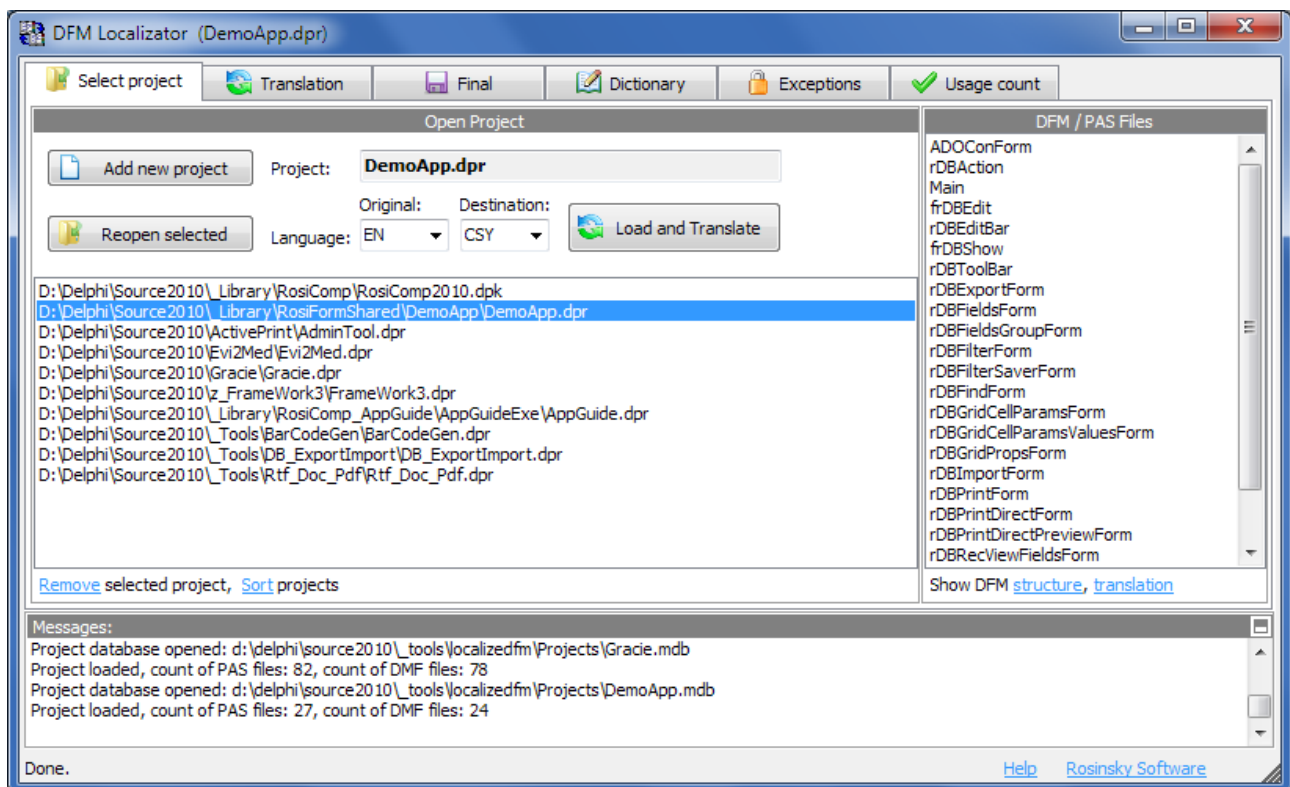 DFM Localizator (DemoApp.dpr)
Select project Translation Final Dictionary Exceptions Usage count
Open Project
Add new project Project: DemoApp.dpr
Original: Destination:
Reopen selected Language: EN CSY Load and Translate
D:\Delphi\Source2010\_Library\RosiComp\RosiComp2010.dpk
D:\Delphi\Source2010\_Library\RosiFormShared\DemoApp\DemoApp.dpr
D:\Delphi\Source2010\ActivePrint\AdminTool.dpr
D:\Delphi\Source2010\Evi2Med\Evi2Med.dpr
D:\Delphi\Source2010\Gracie\Gracie.dpr
D:\Delphi\Source2010\z_FrameWork3\FrameWork3.dpr
D:\Delphi\Source2010\_Library\RosiComp_AppGuide\AppGuideExe\AppGuide.dpr
D:\Delphi\Source2010\_Tools\BarCodeGen\BarCodeGen.dpr
D:\Delphi\Source2010\_Tools\DB_ExportImport\DB_ExportImport.dpr
D:\Delphi\Source2010\_Tools\Rtf_Doc_Pdf\Rtf_Doc_Pdf.dpr
Remove selected project, Sort projects
DFM / PAS Files
ADOConForm
rDBAction
Main
frDBEdit
rDBEditBar
frDBShow
rDBToolBar
rDBExportForm
rDBFieldsForm
rDBFieldsGroupForm
rDBFilterForm
rDBFilterSaverForm
rDBFindForm
rDBGridCellParamsForm
rDBGridCellParamsValuesForm
rDBGridPropsForm
rDBImportForm
rDBPrintForm
rDBPrintDirectForm
rDBPrintDirectPreviewForm
rDBRecViewFieldsForm
Show DFM structure, translation
Messages:
Project database opened: d:\delphi\source2010\_tools\localizedfm\Projects\Gracie.mdb
Project loaded, count of PAS files: 82, count of DMF files: 78
Project database opened: d:\delphi\source2010\_tools\localizedfm\Projects\DemoApp.mdb
Project loaded, count of PAS files: 27, count of DMF files: 24
Done. Help Rosinsky Software